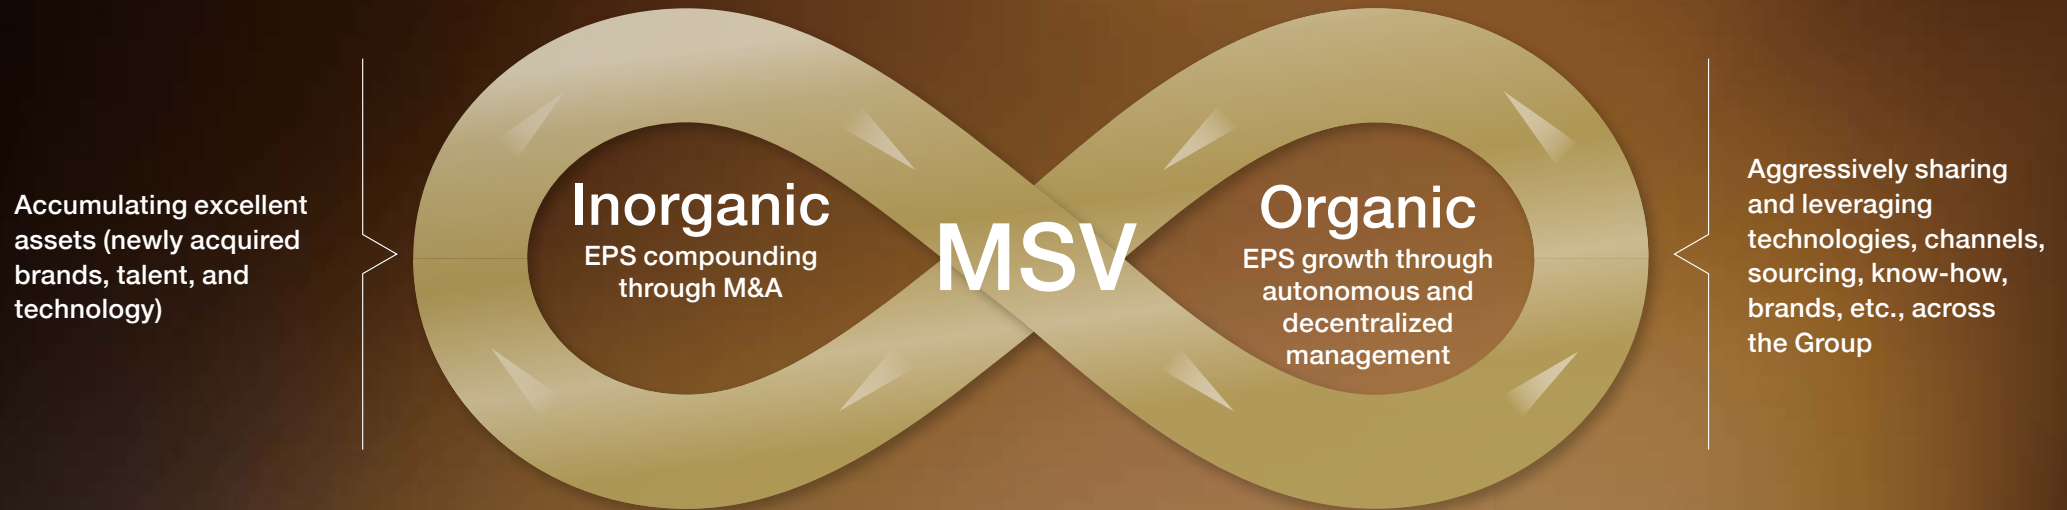 Accumulating excellent
assets (newly acquired
brands, talent, and
technology)
Inorganic
EPS compounding
through M&A
MSV
Organic
EPS growth through
autonomous and
decentralized
management
Aggressively sharing
and leveraging
technologies, channels,
sourcing, know-how,
brands, etc., across
the Group